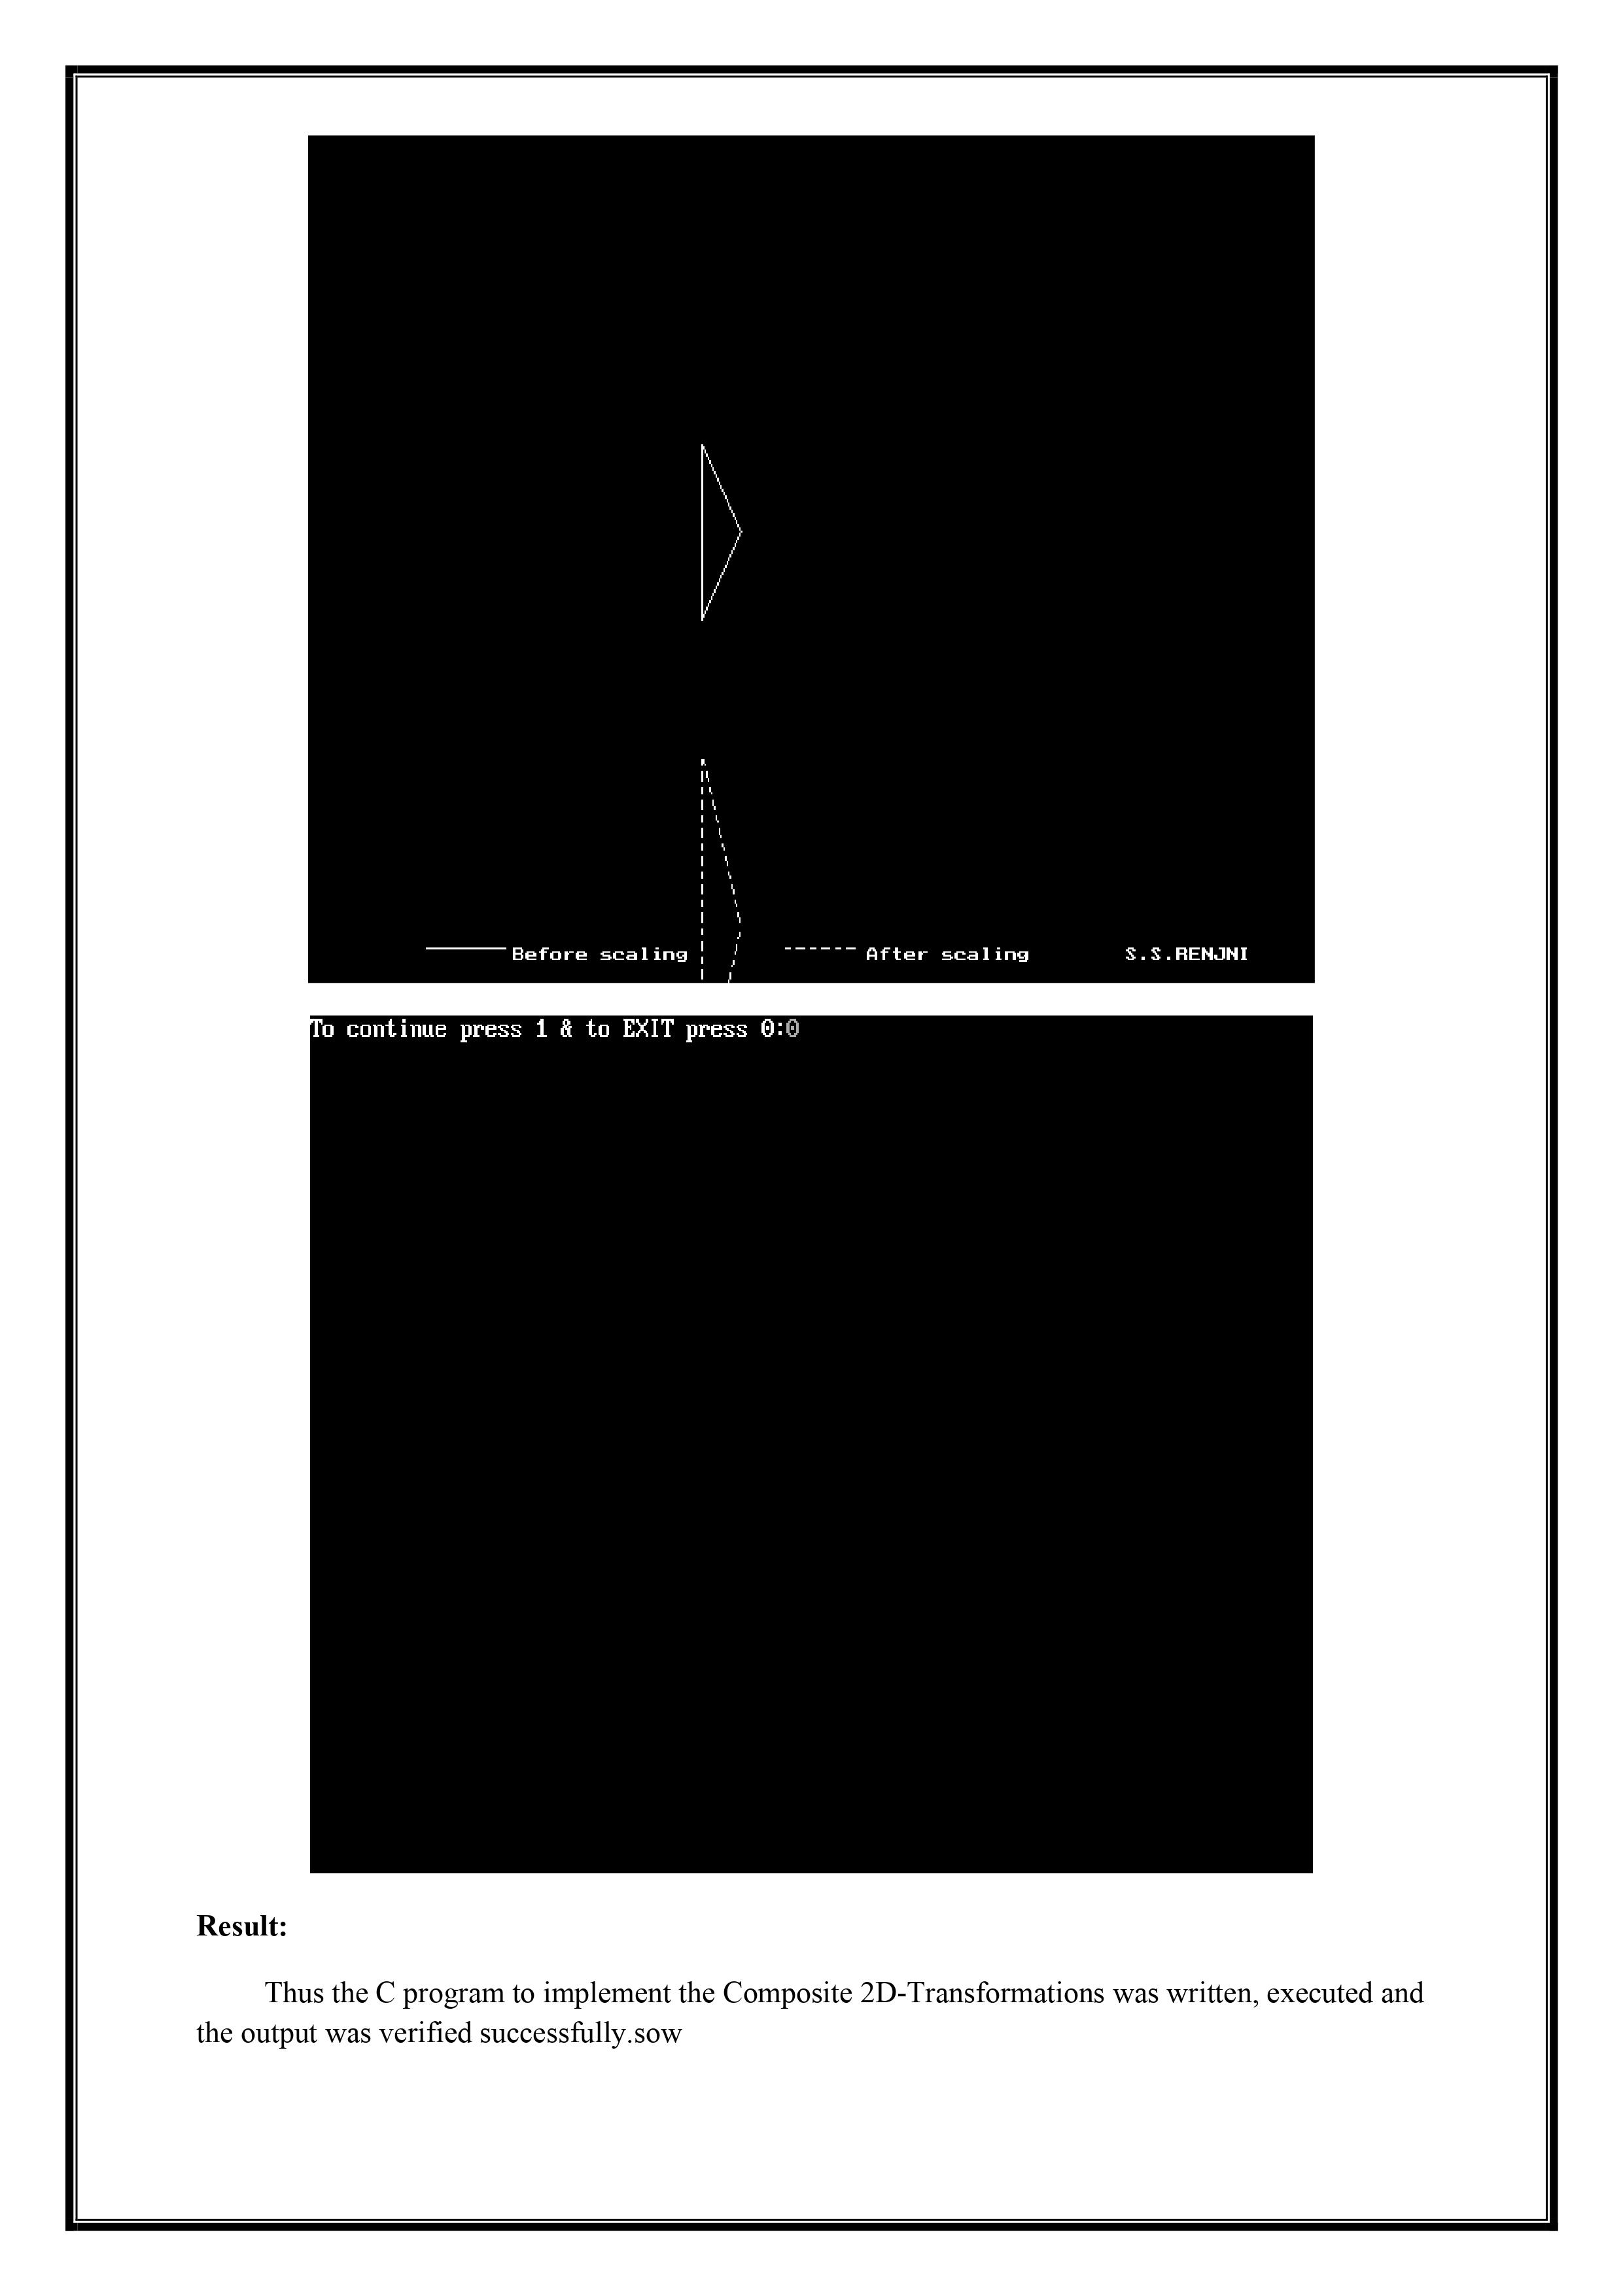 Before scaling After scaling S.S.RENJNI
To continue press 1 & to EXIT press 0:0
Result:
Thus the C program to implement the Composite 2D-Transformations was written, executed and
the output was verified successfully.sow